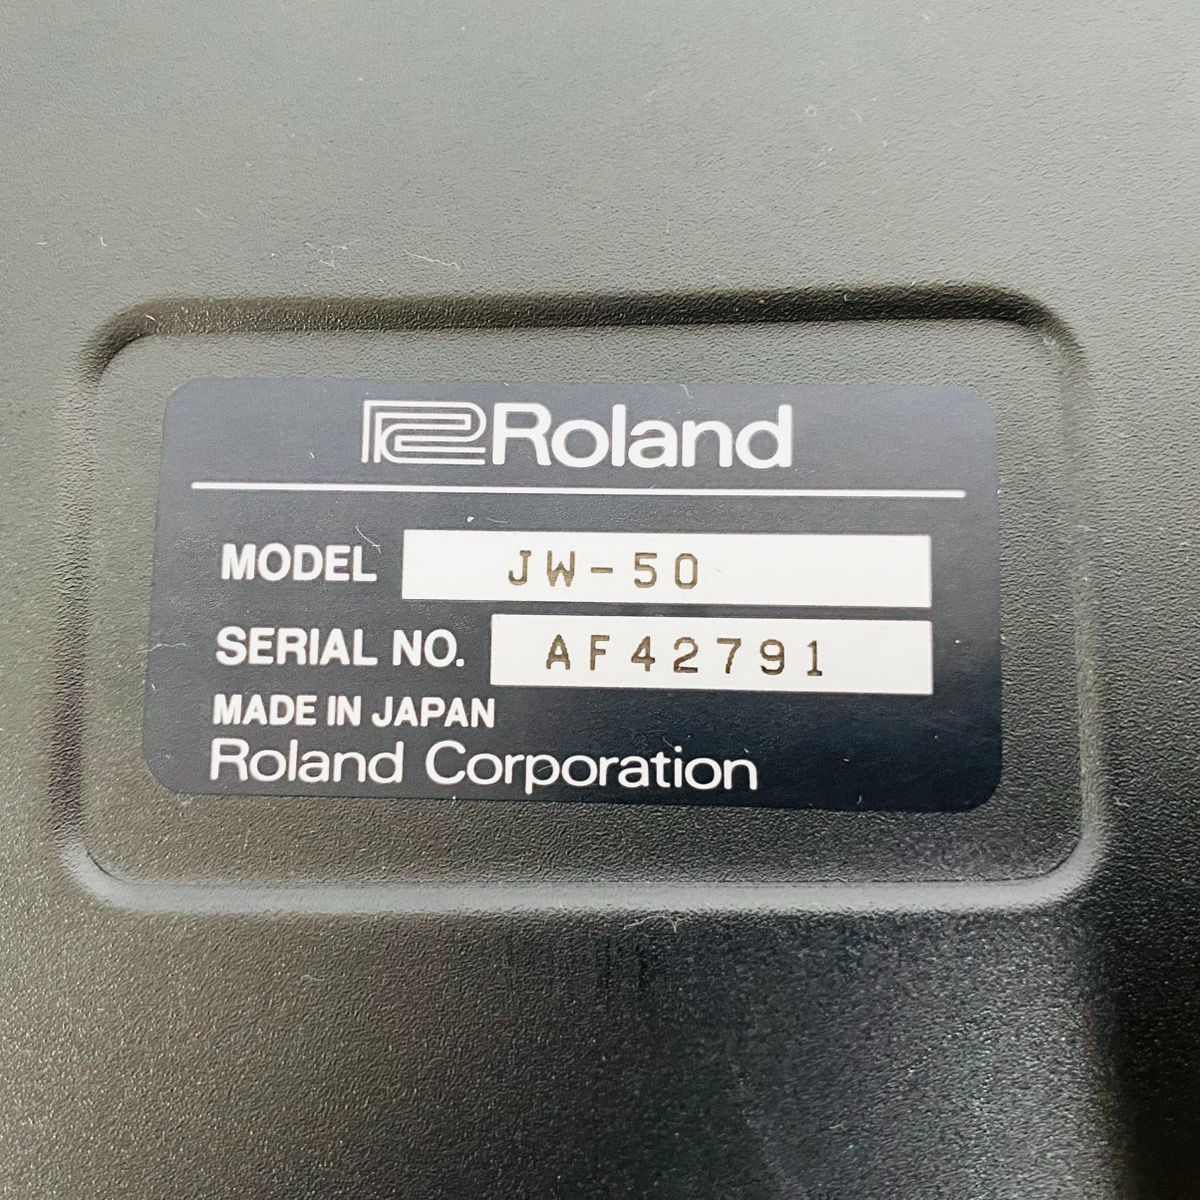 Roland
MODEL JW-50
SERIAL NO. AF42791
MADE IN JAPAN
Roland Corporation